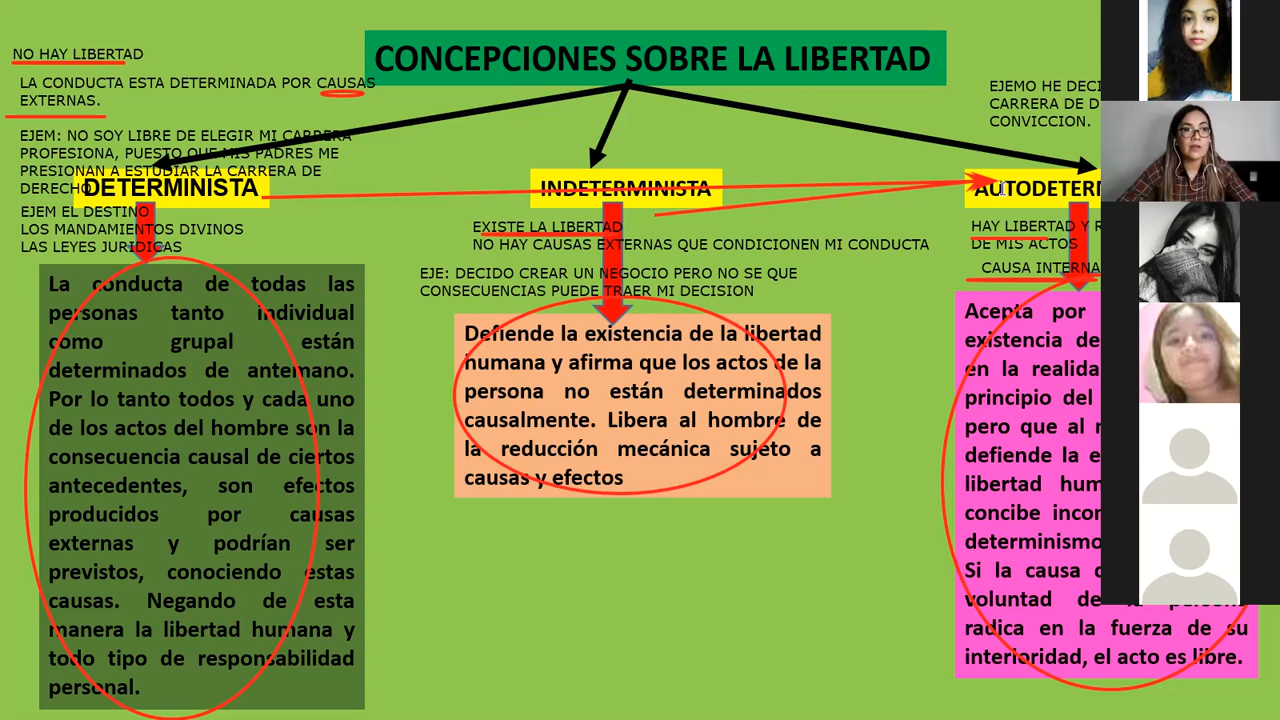 CONCEPCIONES SOBRE LA LIBERTAD
NO HAY LIBERTAD
LA CONDUCTA ESTA DETERMINADA POR CAUSAS
EXTERNAS.
EJEM: NO SOY LIBRE DE ELEGIR MI CARRERA
PROFESIONA, PUESTO QUE MIS PADRES ME
PRESIONAN A ESTUDIAR LA CARRERA DE
DERECHO
DETERMINISTA
EJEM EL DESTINO
LOS MANDAMIENTOS DIVINOS
LAS LEYES JURIDICAS
La conducta de todas las
personas tanto individual
como grupal están
determinados de antemano.
Por lo tanto todos y cada uno
de los actos del hombre son la
consecuencia causal de ciertos
antecedentes, son efectos
producidos por causas
externas y podrían ser
previstos, conociendo estas
causas. Negando de esta
manera la libertad humana y
todo tipo de responsabilidad
personal.
INDETERMINISTA
EXISTE LA LIBERTAD
NO HAY CAUSAS EXTERNAS QUE CONDICIONEN MI CONDUCTA
EJE: DECIDO CREAR UN NEGOCIO PERO NO SE QUE
CONSECUENCIAS PUEDE TRAER MI DECISION
Defiende la existencia de la libertad
humana y afirma que los actos de la
persona no están determinados
causalmente. Libera al hombre de
la reducción mecánica sujeto a
causas y efectos
EJEMO HE DECI
CARRERA DE D
CONVICCION.
AUTODETERM
HAY LIBERTAD Y R
DE MIS ACTOS
CAUSA INTERNA
Acepta por
existencia de
en la realida
principio del
pero que al
defiende la e
libertad hum
concibe incor
determinismo
Si la causa
voluntad de la persona
radica en la fuerza de su
interioridad, el acto es libre.